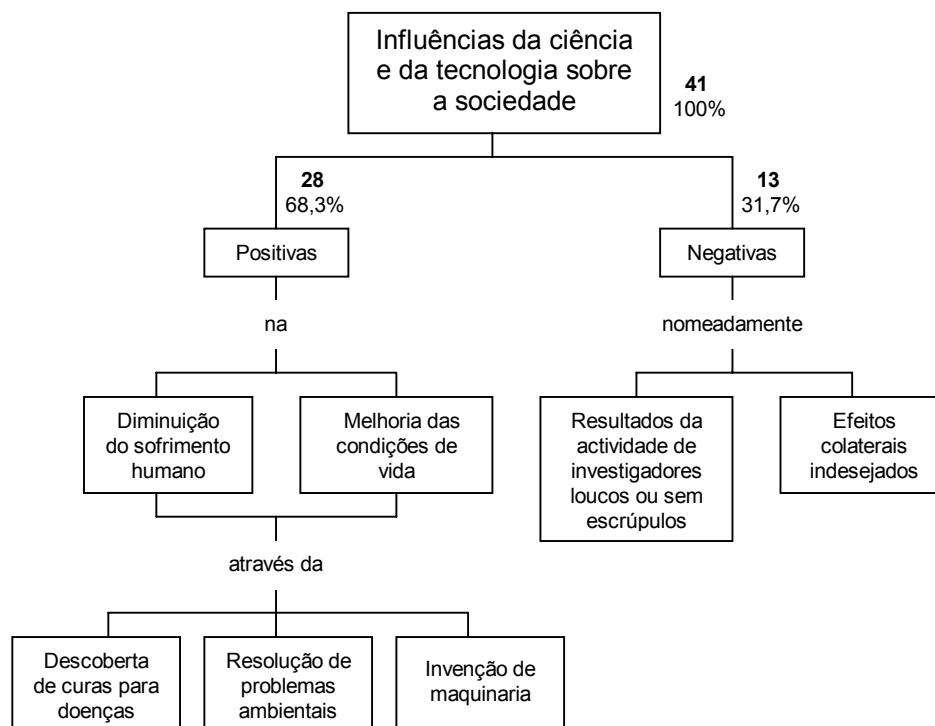 Influências da ciência
e da tecnologia sobre
a sociedade
41
100%
28
68,3%
13
31,7%
Positivas
Negativas
na
nomeadamente
Diminuição
do sofrimento
humano
Melhoria das
condições de
vida
Resultados da
actividade de
investigadores
loucos ou sem
escrúpulos
Efeitos
colaterais
indesejados
através da
Descoberta
de curas para
doenças
Resolução de
problemas
ambientais
Invenção de
maquinaria